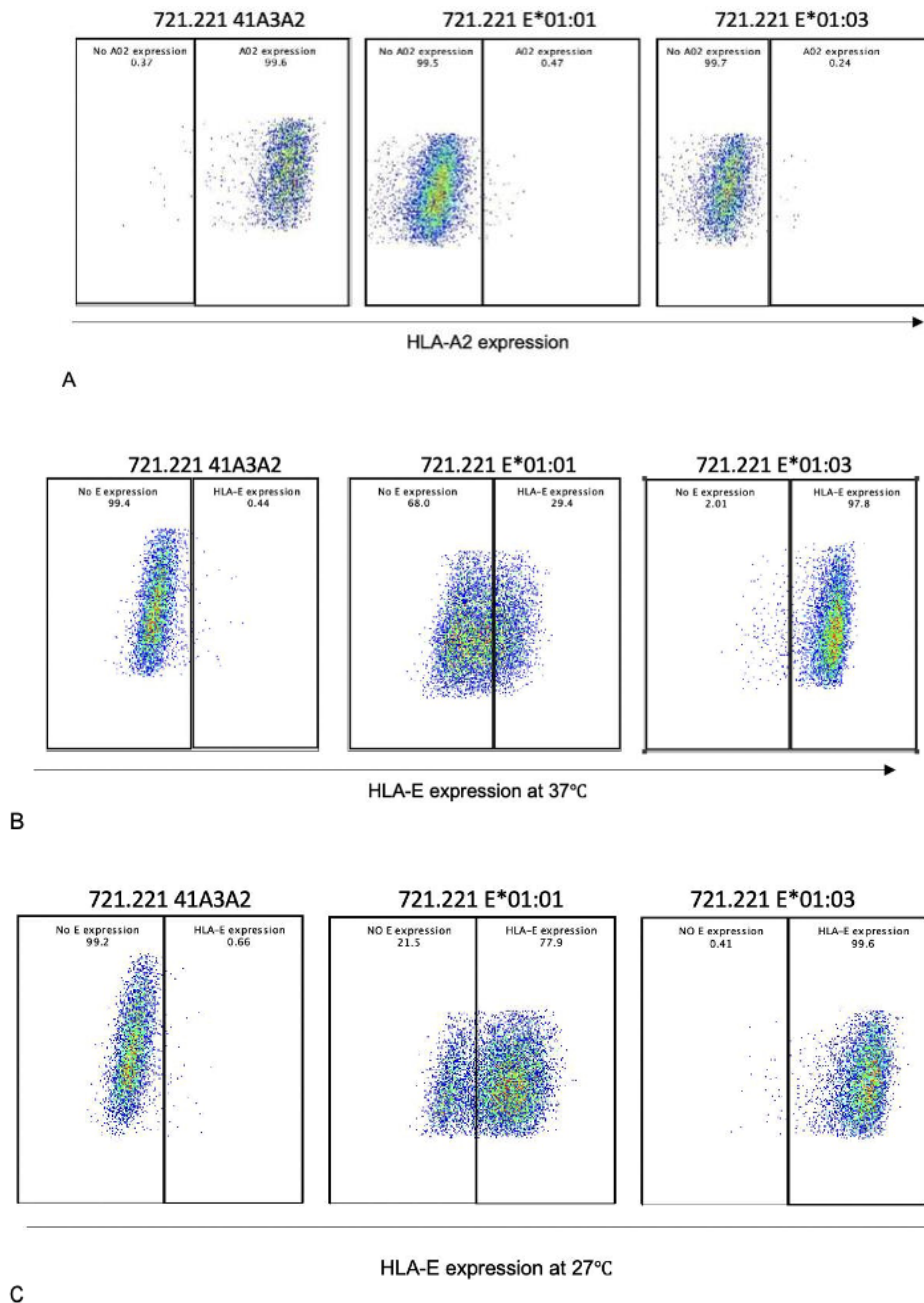 721.221 41A3A2 721.221 E*01:01 721.221 E*01:03
No A02 expression A02 expression No A02 expression A02 expression No A02 expression A02 expression
0.37 99.6 99.5 0.47 99.7 0.24
HLA-A2 expression
A
721.221 41A3A2 721.221 E*01:01 721.221 E*01:03
No E expression HLA-E expression No E expression HLA-E expression No E expression HLA-E expression
99.4 0.44 68.0 29.4 2.01 97.8
HLA-E expression at 37℃
B
721.221 41A3A2 721.221 E*01:01 721.221 E*01:03
No E expression HLA-E expression NO E expression HLA-E expression NO E expression HLA-E expression
99.2 0.66 21.5 77.9 0.41 99.6
HLA-E expression at 27℃
C